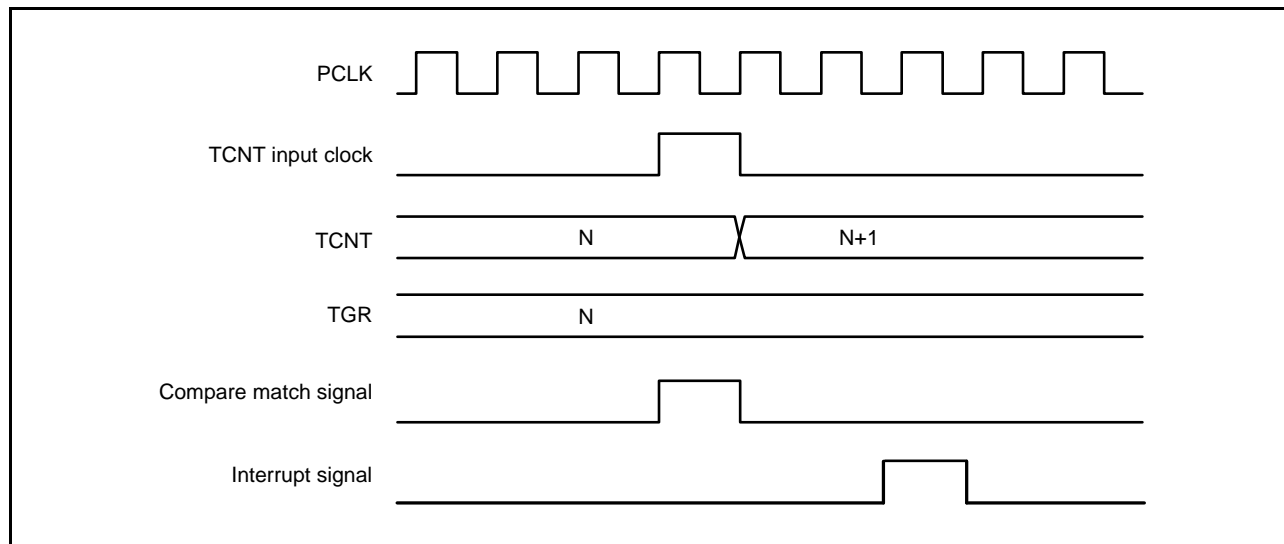 PCLK
TCNT input clock
TCNT
N
N+1
TGR
N
Compare match signal
Interrupt signal